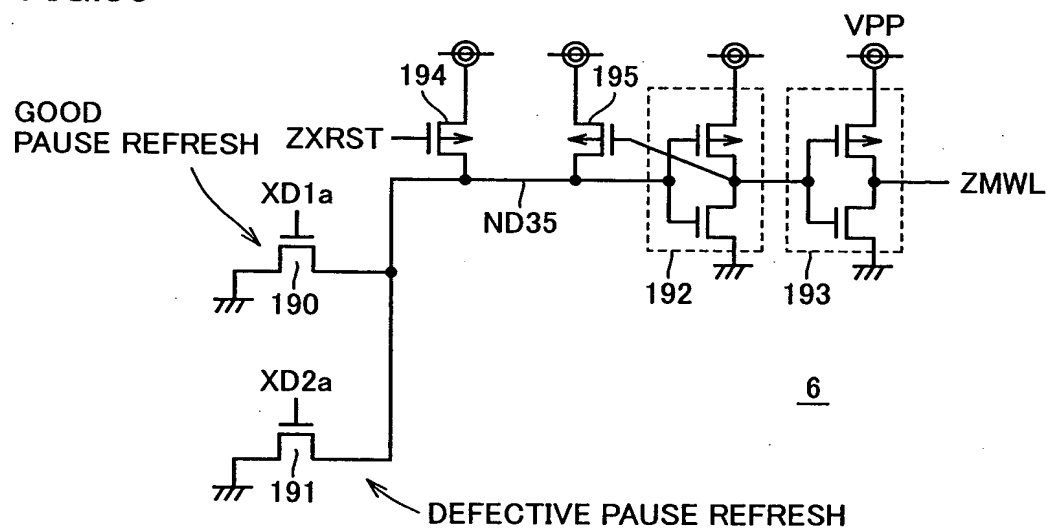 VPP
194
195
GOOD
PAUSE REFRESH
ZXRST
ZMWL
XD1a
ND35
190
192
193
XD2a
6
191
DEFECTIVE PAUSE REFRESH